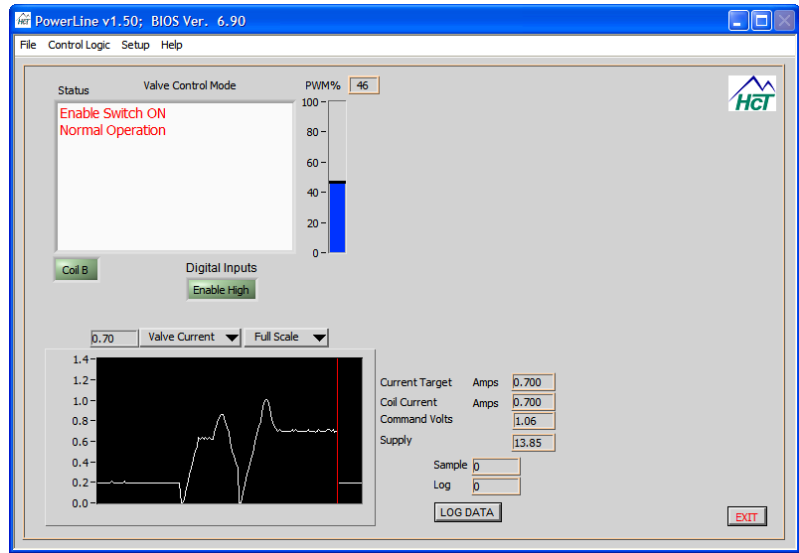 HCT PowerLine v1.50; BIOS Ver. 6.90
File Control Logic Setup Help
Status Valve Control Mode PWM% 46
HCT
Enable Switch ON
Normal Operation
100
80
60
40
20
0
Coil B
Digital Inputs
Enable High
0.70 Valve Current Full Scale
1.4
1.2
1.0
0.8
0.6
0.4
0.2
0.0
Current Target Amps 0.700
Coil Current Amps 0.700
Command Volts 1.06
Supply 13.85
Sample 0
Log 0
LOG DATA
EXIT